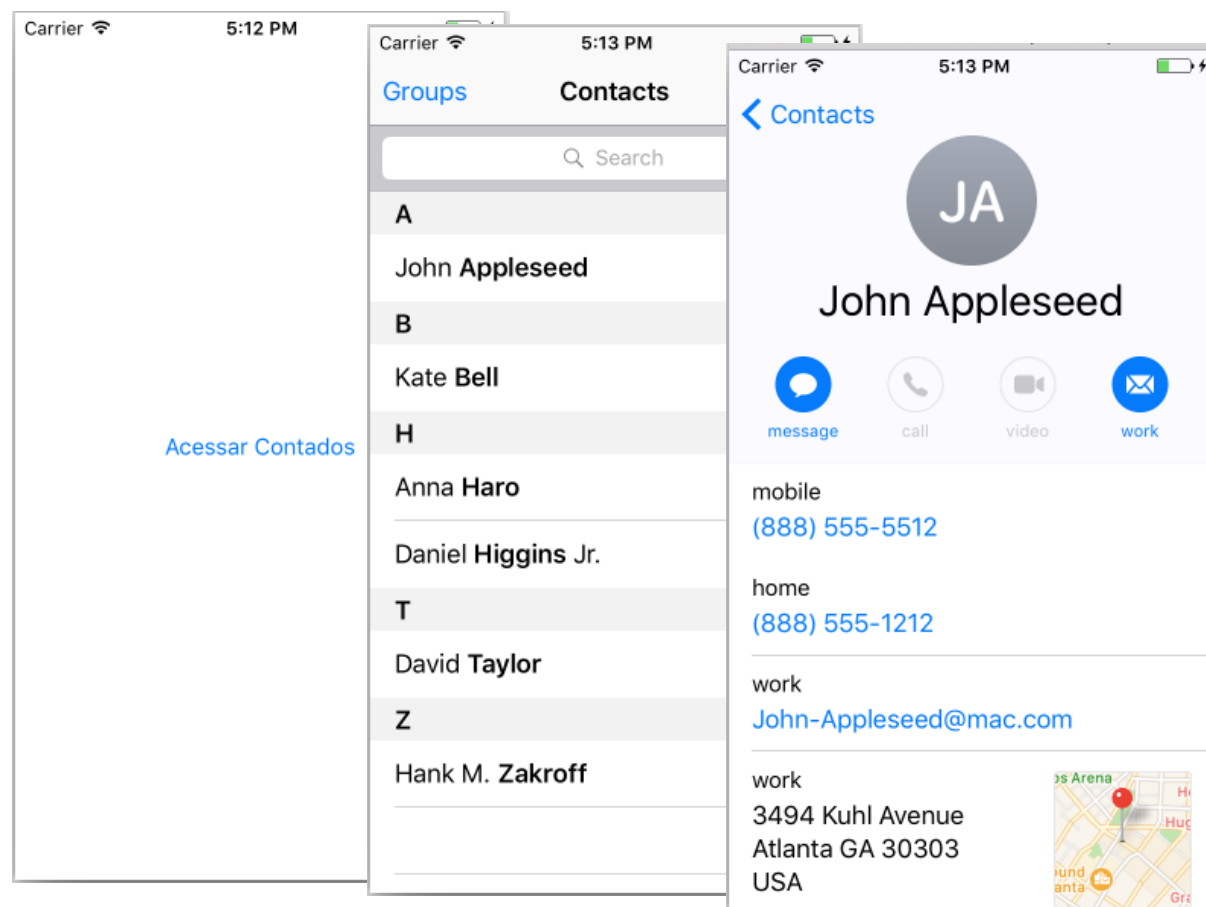 Carrier 5:12 PM
Acessar Contados
Carrier 5:13 PM
Groups Contacts
Search
A
John Appleseed
B
Kate Bell
H
Anna Haro
Daniel Higgins Jr.
T
David Taylor
Z
Hank M. Zakroff
Carrier 5:13 PM
Contacts
JA
John Appleseed
message call video work
mobile
(888) 555-5512
home
(888) 555-1212
work
John-Appleseed@mac.com
work
3494 Kuhl Avenue
Atlanta GA 30303
USA
Arena